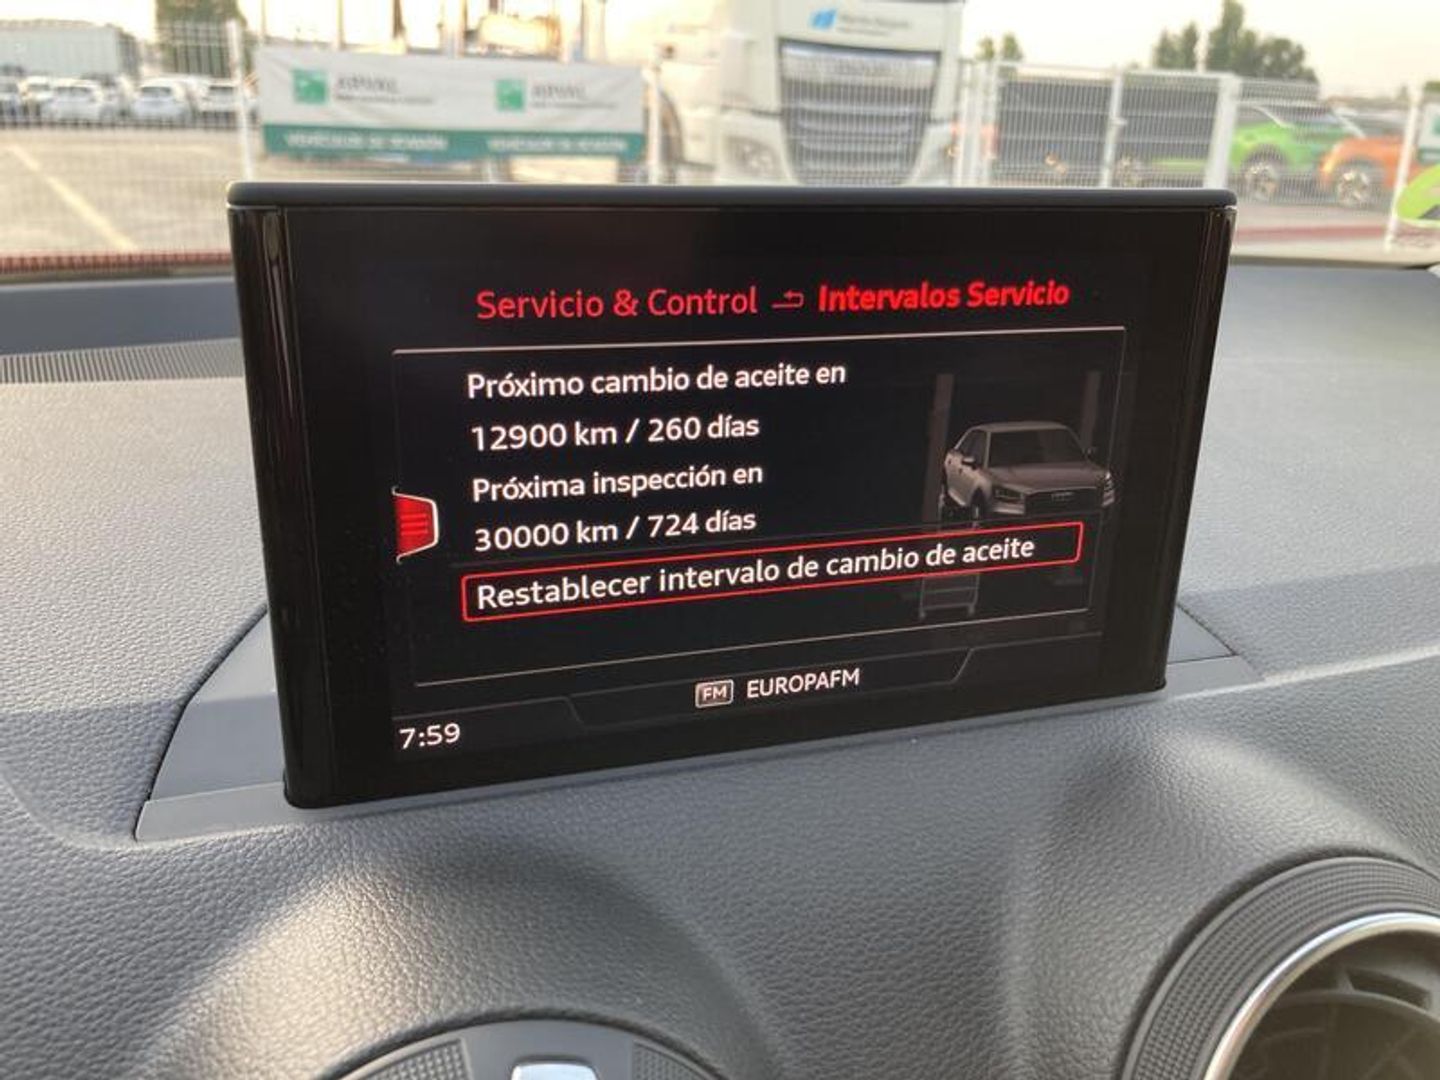 Servicio & Control Intervalos Servicio
Próximo cambio de aceite en
12900 km / 260 días
Próxima inspección en
30000 km / 724 días
Restablecer intervalo de cambio de aceite
FM EUROPAFM
7:59